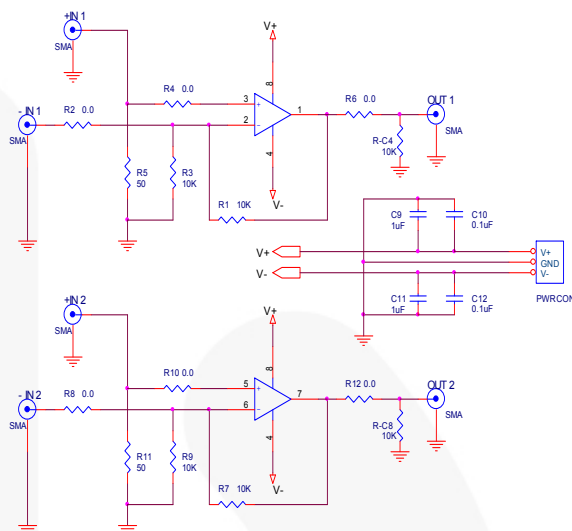 +IN 1
SMA
V+
8
R4 0.0
3
+
1
R6 0.0
OUT 1
SMA
- IN 1
SMA
R2 0.0
2
-
4
V-
R-C4
10K
R5
50
R3
10K
R1 10K
C9
1uF
C10
0.1uF
V+
V-
V+
GND
V-
PWRCON
C11
1uF
C12
0.1uF
+IN 2
SMA
V+
8
R10 0.0
5
+
7
R12 0.0
OUT 2
SMA
- IN 2
SMA
R8 0.0
6
-
4
V-
R-C8
10K
R11
50
R9
10K
R7 10K